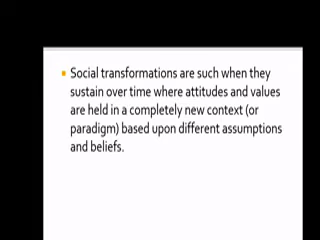 Social transformations are such when they
sustain over time where attitudes and values
are held in a completely new context (or
paradigm) based upon different assumptions
and beliefs.